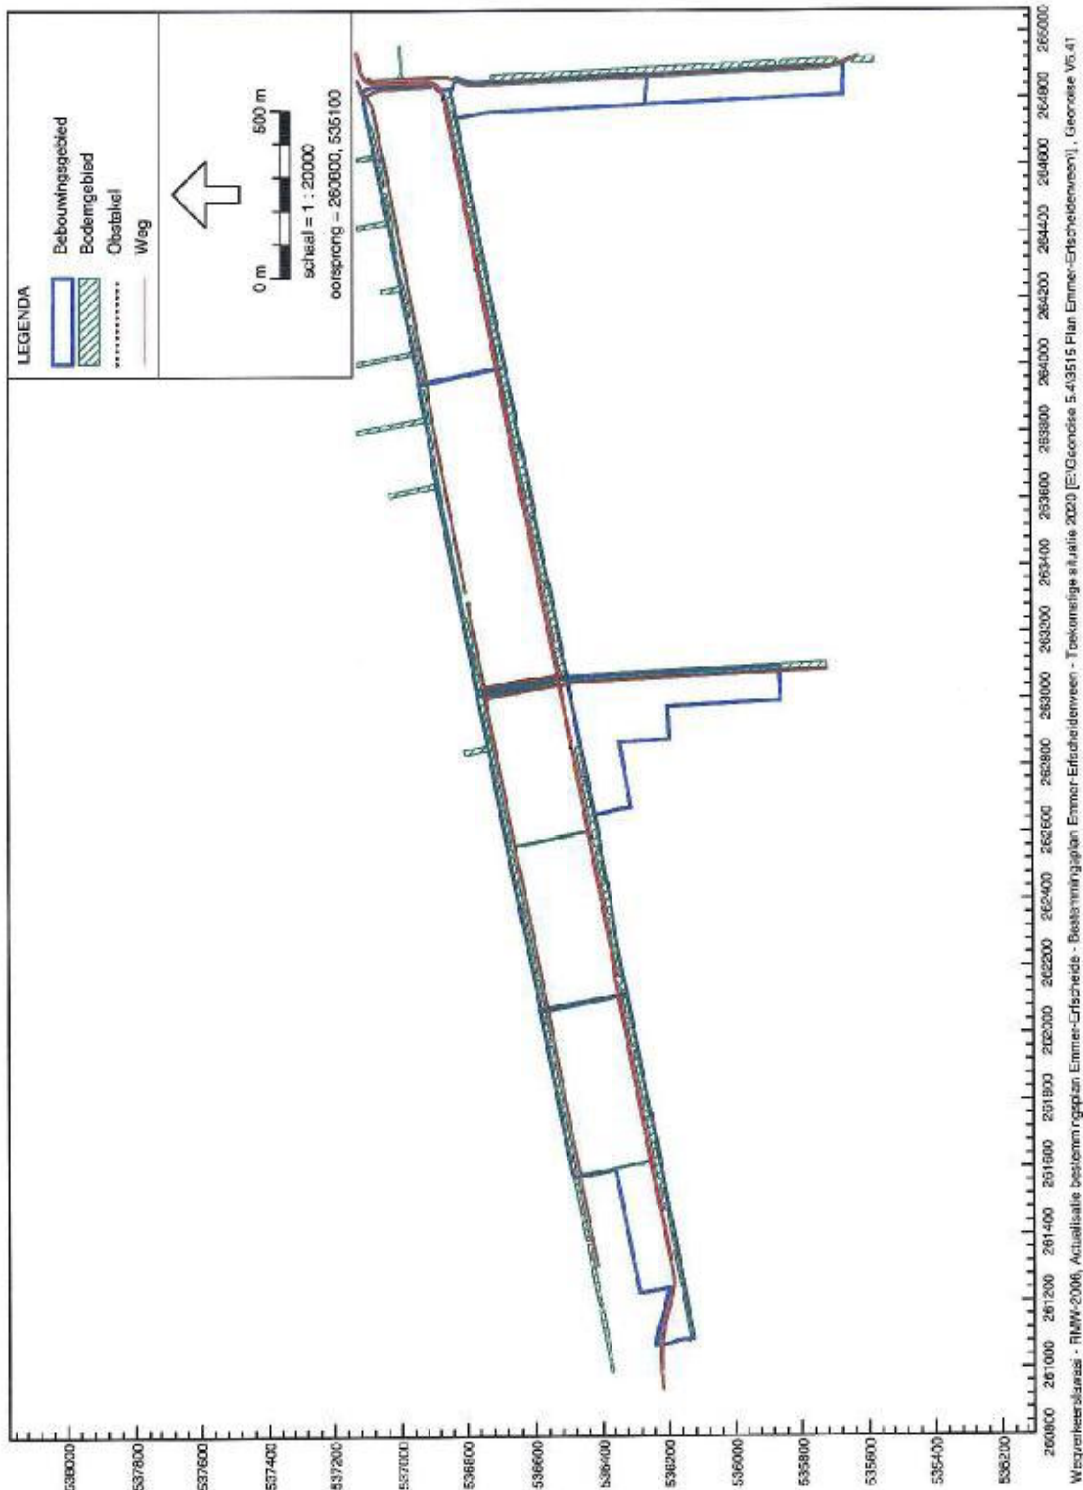 LEGENDA
Bebouwingsgebied
Bodemgebied
Obstakel
Weg
0 m 500 m
schaal = 1 : 20000
oorsprong = 260800, 535100
538000
537800
537600
537400
537200
537000
536800
536600
536400
536200
536000
535800
535600
535400
535200
260800 261000 261200 261400 261600 261800 262000 262200 262400 262600 262800 263000 263200 263400 263600 263800 264000 264200 264400 264600 264800 265000
Wegverkeerslawaai - RMW-2006, Actualisatie bestemmingsplan Emmer-Erfscheide - Bestemmingsplan Emmer-Erfscheidenveen - Toekomstige situatie 2020 [E:\Geonoise 5.4\3515 Plan Emmer-Erfscheidenveen\] , Geonoise V5.41